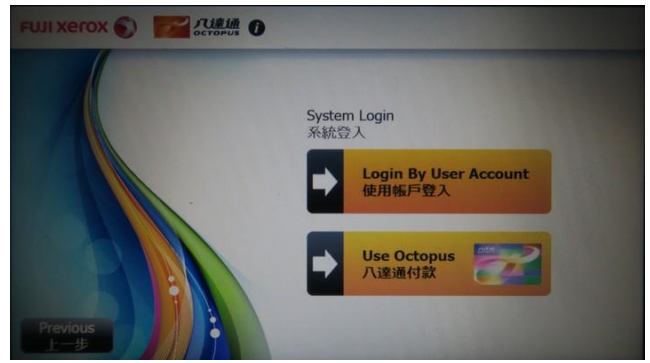 FUJI xerox
八達通
OCTOPUS
i
System Login
系統登入
Login By User Account
使用帳戶登入
Use Octopus
八達通付款
Previous
上一步